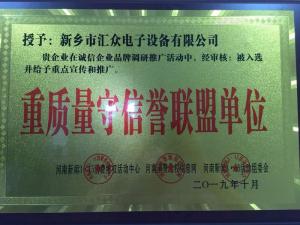 授予：新乡市汇众电子设备有限公司
贵企业在诚信企业品牌调研推广活动中，经审核：被入选
并给予重点宣传和推广。
重质量守信誉联盟单位
二〇一九年十月